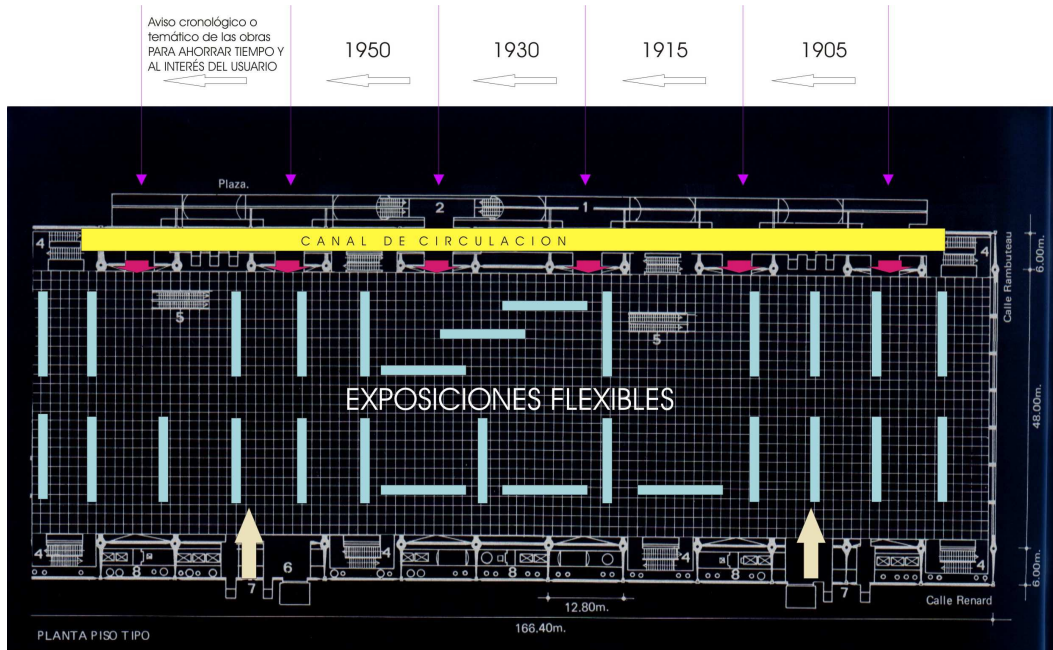 Aviso cronológico o
temático de las obras
PARA AHORRAR TIEMPO Y
AL INTERÉS DEL USUARIO
1950
1930
1915
1905
Plaza.
2
1
4
CANAL DE CIRCULACION
4
6.00m.
Calle Rambuteau
5
5
EXPOSICIONES FLEXIBLES
48.00m.
4
8
7
6
4
8
4
8
7
4
6.00m.
12.80m.
Calle Renard
166.40m.
PLANTA PISO TIPO